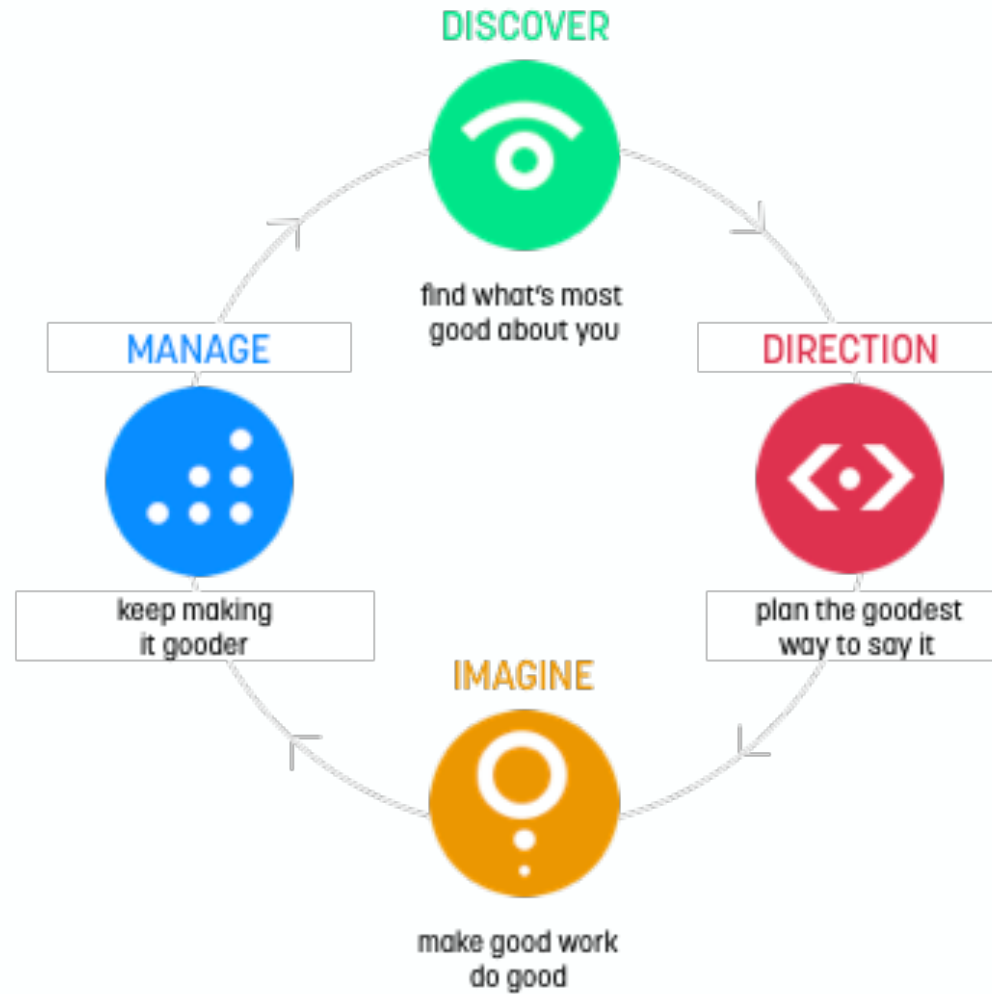 DISCOVER
find what's most
good about you
MANAGE
DIRECTION
keep making
it gooder
plan the goodest
way to say it
IMAGINE
make good work
do good